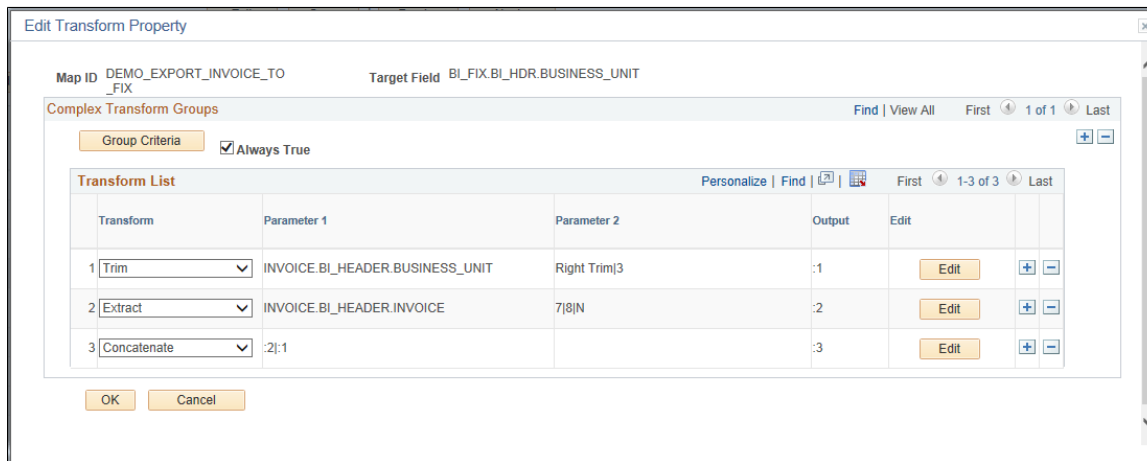 Edit Transform Property
Map ID DEMO_EXPORT_INVOICE_TO
_FIX
Target Field BI_FIX.BI_HDR.BUSINESS_UNIT
Complex Transform Groups Find | View All First 1 of 1 Last
Group Criteria Always True
Transform List Personalize | Find | | First 1-3 of 3 Last
Transform Parameter 1 Parameter 2 Output Edit
1 Trim INVOICE.BI_HEADER.BUSINESS_UNIT Right Trim|3 :1 Edit
2 Extract INVOICE.BI_HEADER.INVOICE 7|8|N :2 Edit
3 Concatenate :2|:1 :3 Edit
OK Cancel